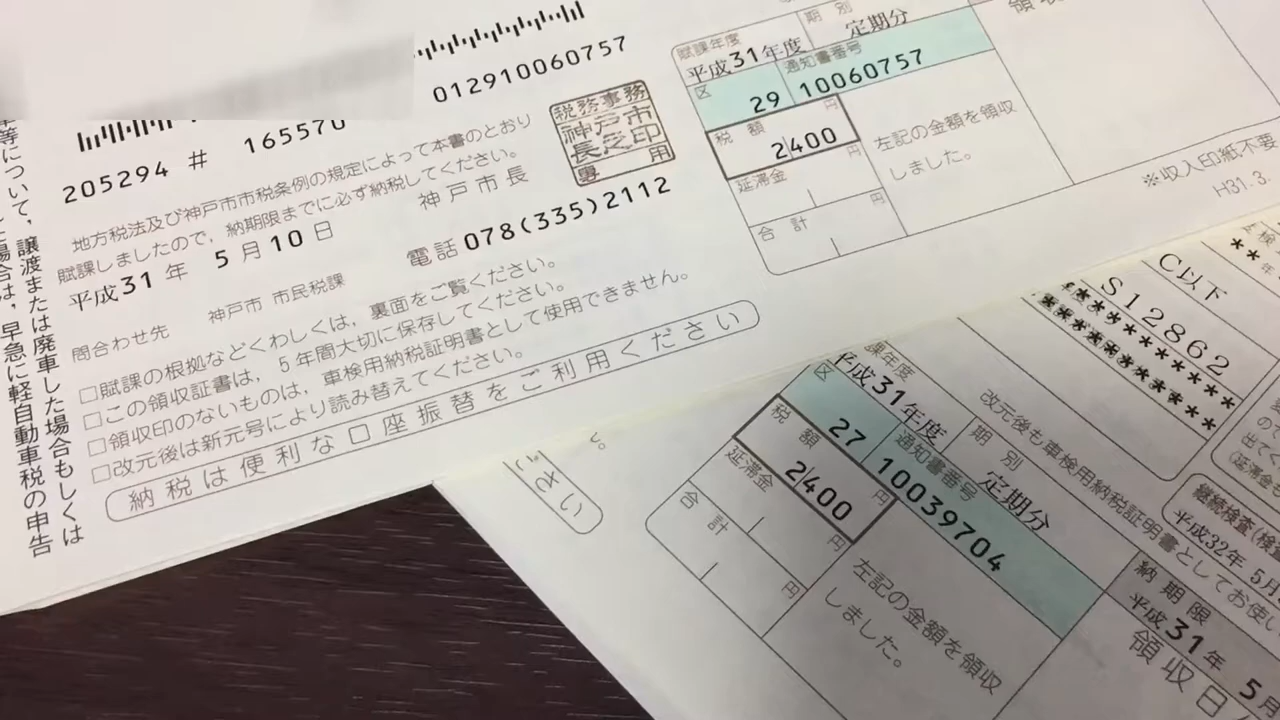 012910060757
205294 # 165570
地方税法及び神戸市市税条例の規定によって本書のとおり
賦課しましたので、納期限までに必ず納税してください。
平成31年 5月10日
神戸市長
税務事務
神戸市
長之印
専用
電話 078(335)2112
問合わせ先 神戸市 市民税課
□賦課の根拠などくわしくは、裏面をご覧ください。
□この領収証書は、5年間大切に保存してください。
□領収印のないものは、車検用納税証明書として使用できません。
□改元後は新元号により読み替えてください。
納税は便利な口座振替をご利用ください
等について、譲渡または廃車した場合もしくは
場合は、早急に軽自動車税の申告
賦課年度
平成31年度
期別
定期分
区
29
通知書番号
10060757
税額
2400
円
延滞金
円
合計
左記の金額を領収
しました。
※収入印紙不要
H31.3.
C以下
S12862
課年度
平成31年度
期別
定期分
区
27
通知書番号
10039704
税額
2400
円
延滞金
円
合計
円
左記の金額を領収
しました。
改元後も車検用納税証明書としてお使い
平成32年 5月
納期限
平成31年 5月
領収日